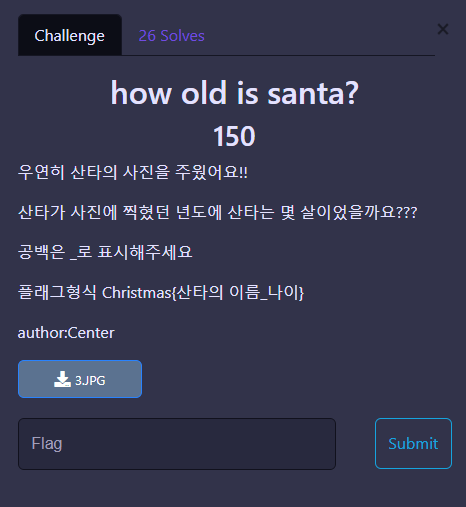 Challenge
26 Solves
×
how old is santa?
150
우연히 산타의 사진을 주웠어요!!
산타가 사진에 찍혔던 년도에 산타는 몇 살이었을까요???
공백은 _로 표시해주세요
플래그형식 Christmas{산타의 이름_나이}
author:Center
3.JPG
Flag
Submit